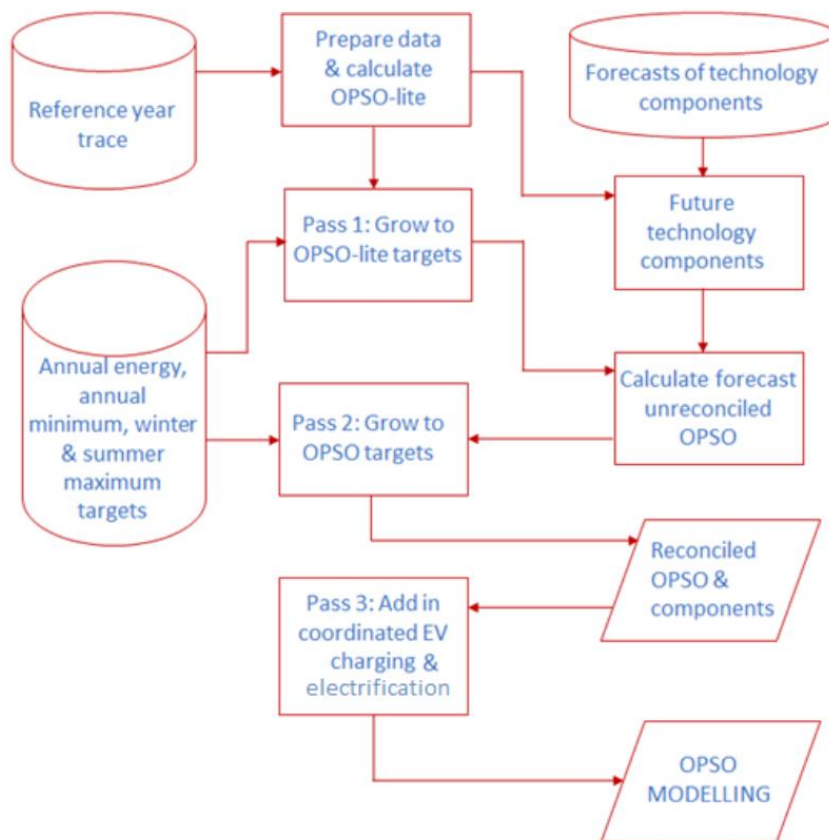 Prepare data
& calculate
OPSO-lite
Reference year
trace
Forecasts of technology
components
Pass 1: Grow to
OPSO-lite targets
Future
technology
components
Annual energy,
annual
minimum, winter
& summer
maximum
targets
Pass 2: Grow to
OPSO targets
Calculate forecast
unreconciled
OPSO
Reconciled
OPSO &
components
Pass 3: Add in
coordinated EV
charging &
electrification
OPSO
MODELLING